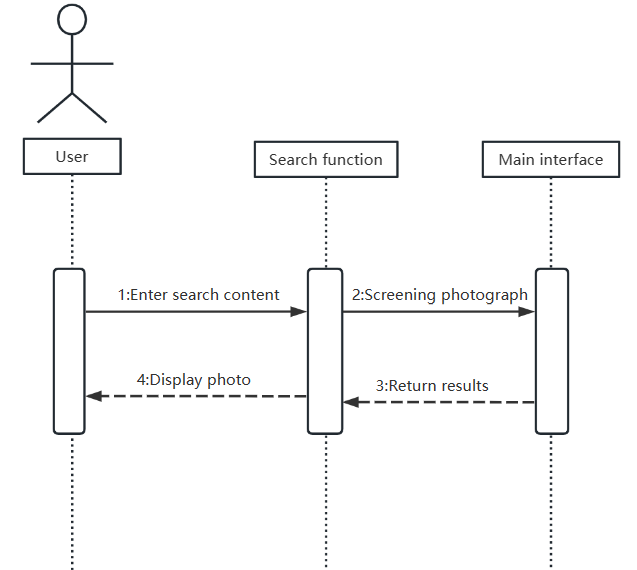 User
Search function
Main interface
1:Enter search content
2:Screening photograph
4:Display photo
3:Return results